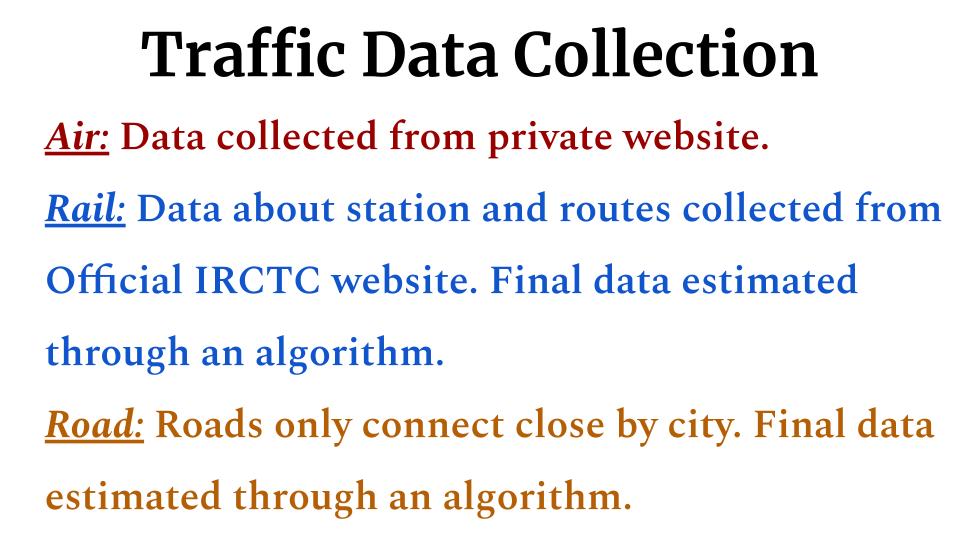 Traffic Data Collection
Air: Data collected from private website.
Rail: Data about station and routes collected from
Official IRCTC website. Final data estimated
through an algorithm.
Road: Roads only connect close by city. Final data
estimated through an algorithm.